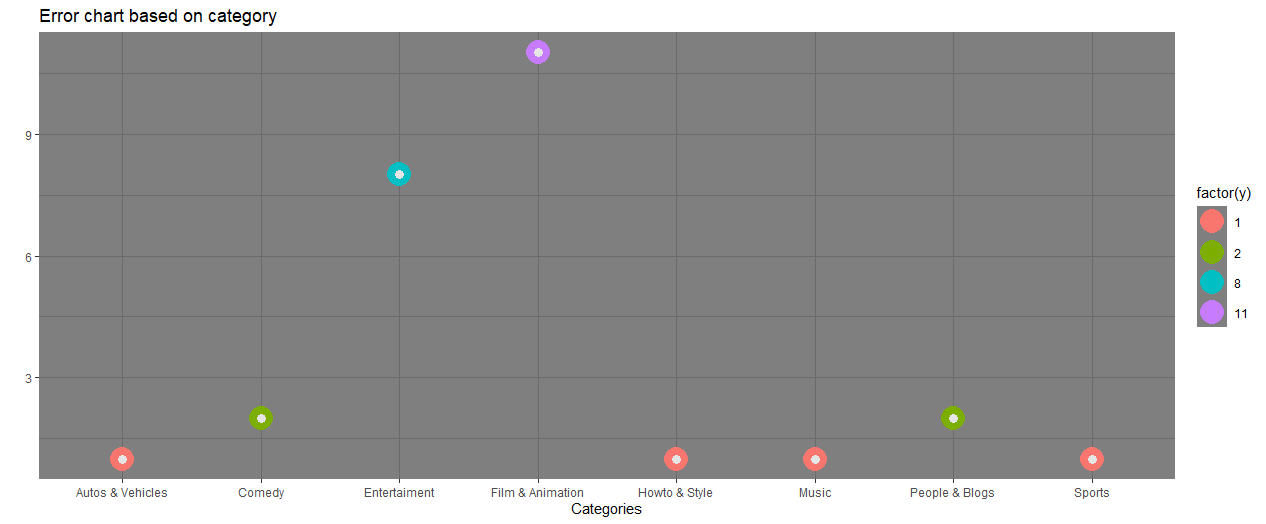 Error chart based on category
9
6
3
Autos & Vehicles Comedy Entertaiment Film & Animation Howto & Style Music People & Blogs Sports
Categories
factor(y)
1
2
8
11